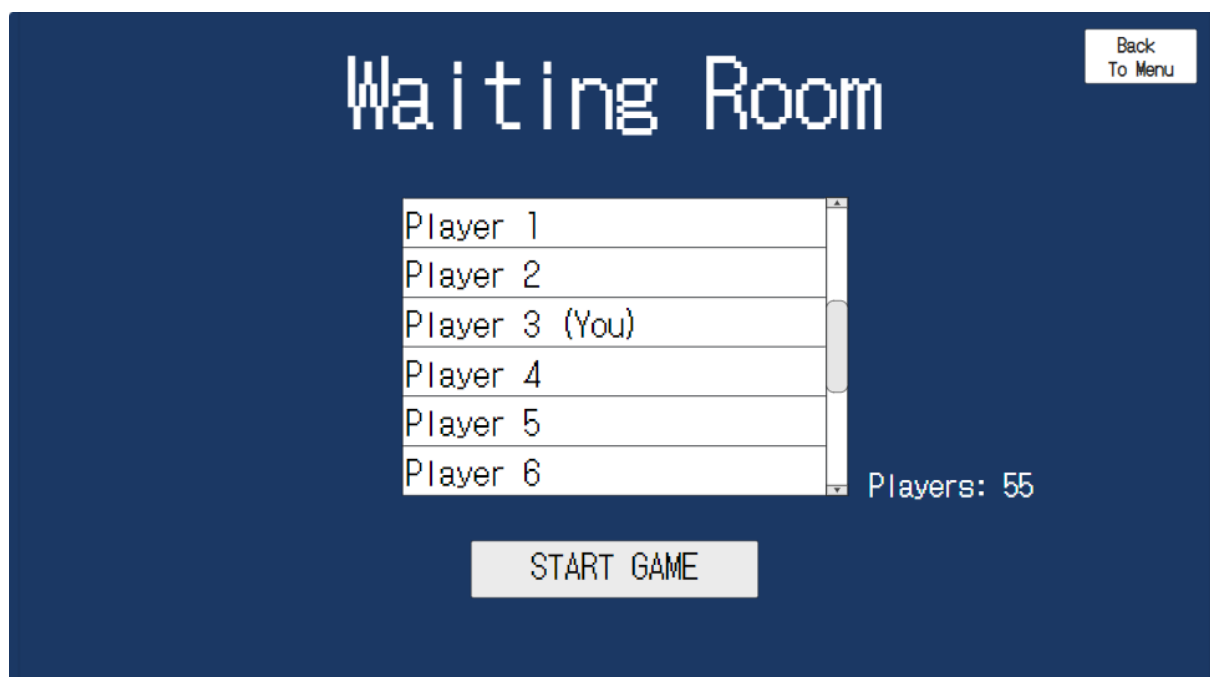 Waiting Room
Back
To Menu
Player 1
Player 2
Player 3 (You)
Player 4
Player 5
Player 6
Players: 55
START GAME